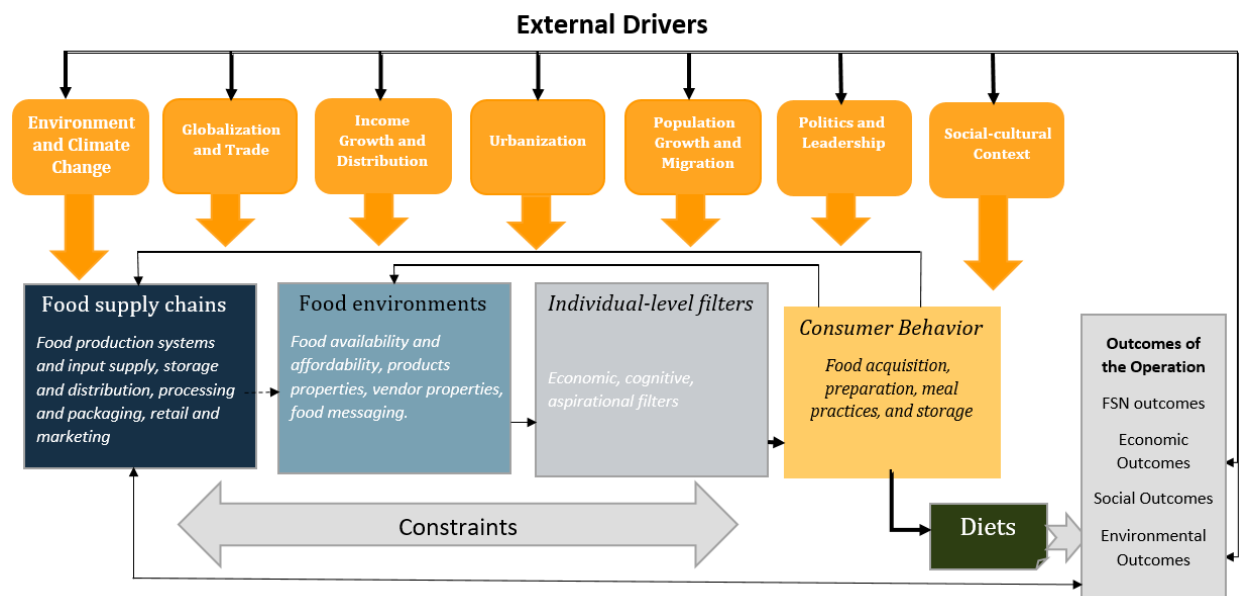 External Drivers
Environment
and Climate
Change
Globalization
and Trade
Income
Growth and
Distribution
Urbanization
Population
Growth and
Migration
Politics and
Leadership
Social-cultural
Context
Food supply chains
Food production systems
and input supply, storage
and distribution, processing
and packaging, retail and
marketing
Food environments
Food availability and
affordability, products
properties, vendor properties,
food messaging.
Individual-level filters
Economic, cognitive,
aspirational filters
Consumer Behavior
Food acquisition,
preparation, meal
practices, and storage
Outcomes of
the Operation
FSN outcomes
Economic
Outcomes
Social Outcomes
Environmental
Outcomes
Constraints
Diets